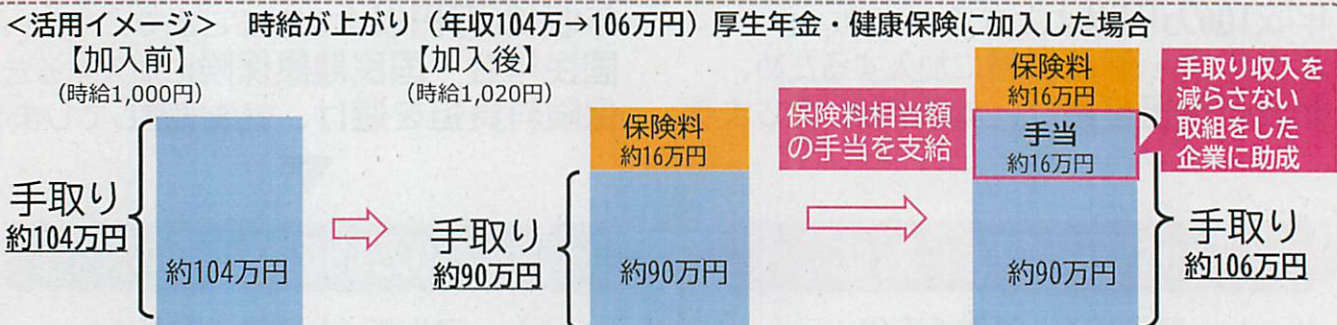 ＜活用イメージ＞　時給が上がり（年収104万→106万円）厚生年金・健康保険に加入した場合
【加入前】
（時給1,000円）
手取り
約104万円
約104万円
【加入後】
（時給1,020円）
手取り
約90万円
保険料
約16万円
約90万円
保険料相当額
の手当を支給
保険料
約16万円
手当
約16万円
約90万円
手取り収入を
減らさない
取組をした
企業に助成
手取り
約106万円